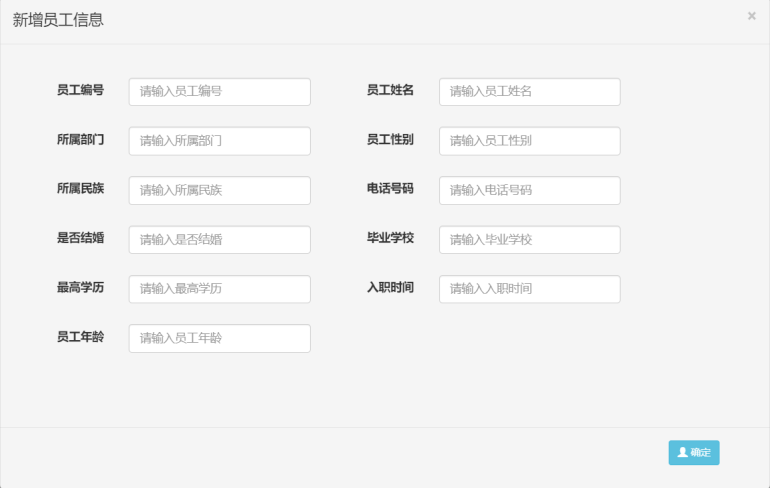 新增员工信息
×
员工编号 请输入员工编号 员工姓名 请输入员工姓名
所属部门 请输入所属部门 员工性别 请输入员工性别
所属民族 请输入所属民族 电话号码 请输入电话号码
是否结婚 请输入是否结婚 毕业学校 请输入毕业学校
最高学历 请输入最高学历 入职时间 请输入入职时间
员工年龄 请输入员工年龄
确定